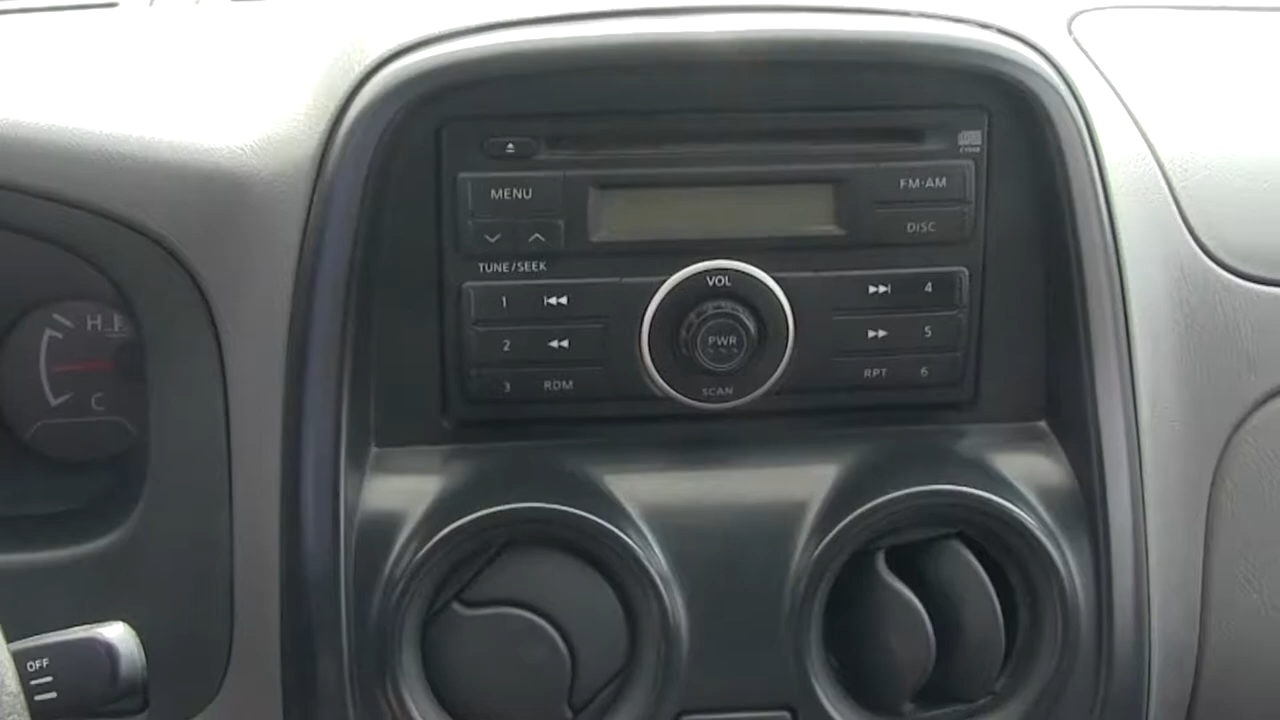 MENU
FM·AM
DISC
TUNE/SEEK
VOL
1
4
2
PWR
5
3 RDM
SCAN
RPT 6
H
C
OFF